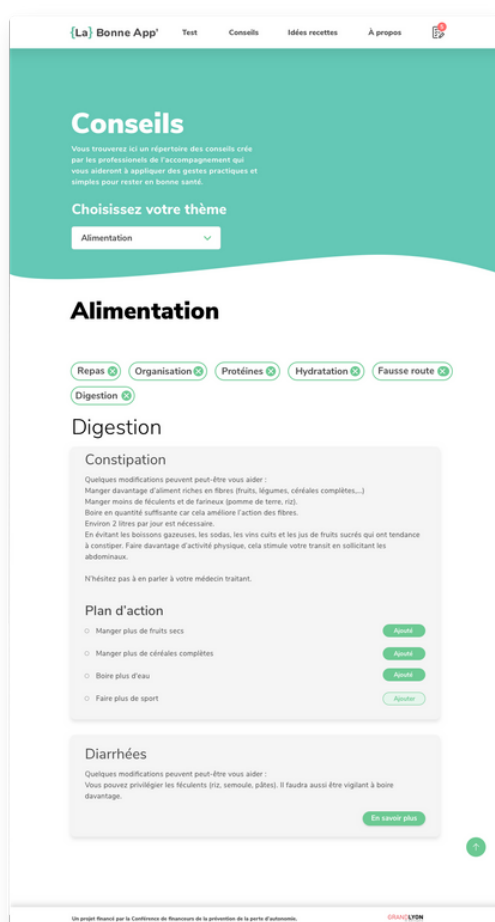 {La} Bonne App' Test Conseils Idées recettes À propos 5
Conseils
Vous trouverez ici un répertoire des conseils crée
par les professionels de l'accompagnement qui
vous aideront à appliquer des gestes practiques et
simples pour rester en bonne santé.
Choisissez votre thème
Alimentation
Alimentation
Repas Organisation Protéines Hydratation Fausse route
Digestion
Digestion
Constipation
Quelques modifications peuvent peut-être vous aider :
Manger davantage d'aliment riches en fibres (fruits, légumes, céréales complètes,...)
Manger moins de féculents et de farineux (pomme de terre, riz).
Boire en quantité suffisante car cela améliore l'action des fibres.
Environ 2 litres par jour est nécessaire.
En évitant les boissons gazeuses, les sodas, les vins cuits et les jus de fruits sucrés qui ont tendance
à constiper. Faire davantage d'activité physique, cela stimule votre transit en sollicitant les
abdominaux.
N'hésitez pas à en parler à votre médecin traitant.
Plan d'action
Manger plus de fruits secs Ajouté
Manger plus de céréales complètes Ajouté
Boire plus d'eau Ajouté
Faire plus de sport Ajouter
Diarrhées
Quelques modifications peuvent peut-être vous aider :
Vous pouvez privilégier les féculents (riz, semoule, pâtes). Il faudra aussi être vigilant à boire
davantage.
En savoir plus
Un projet financé par la Conférence de financeurs de la prévention de la perte d'autonomie. GRANDLYON